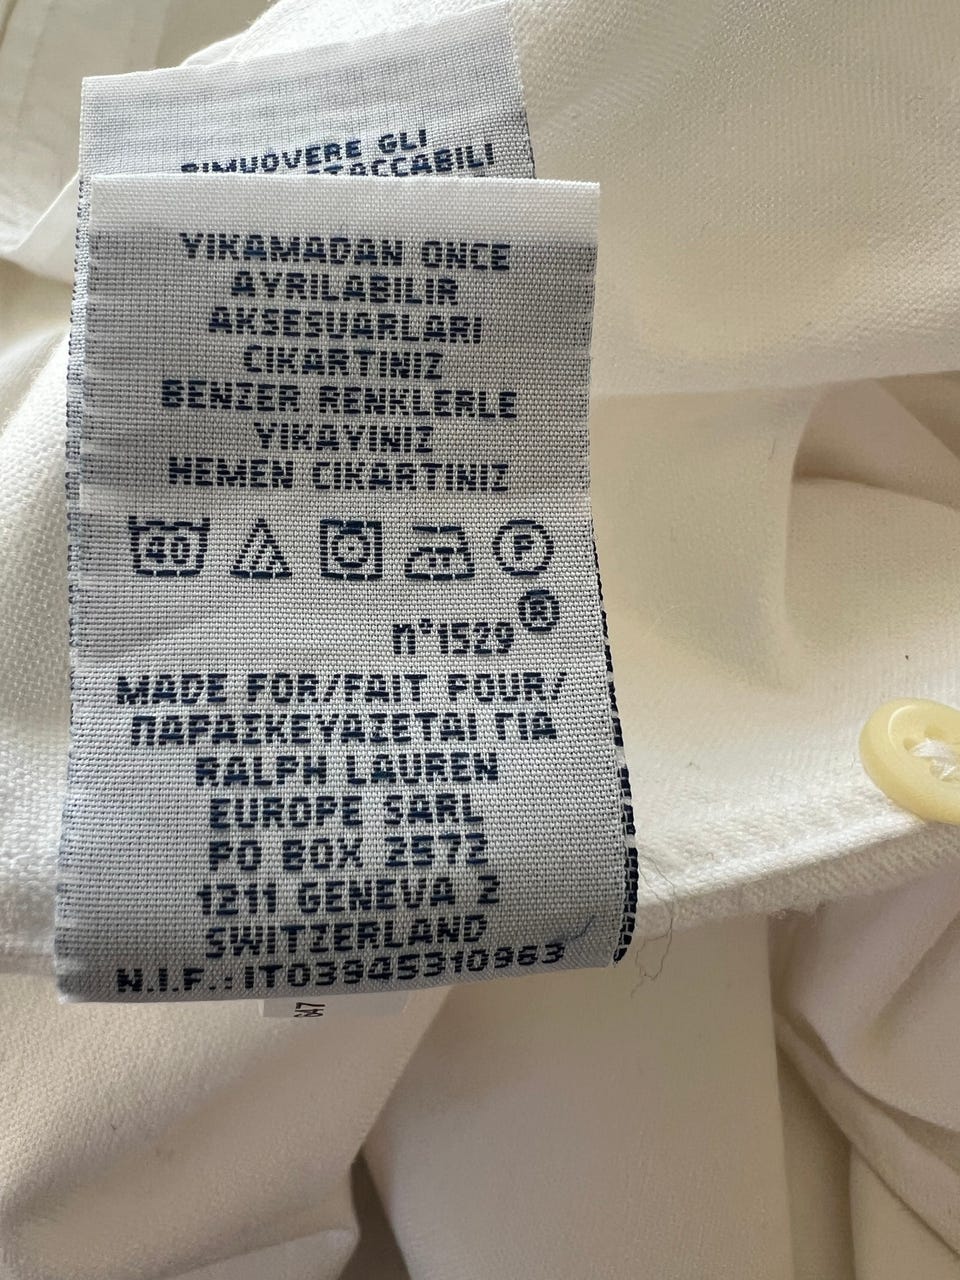 RIMUOVERE GLI
STACCABILI
YIKAMADAN ONCE
AYRILABILIR
AKSESUARLARI
CIKARTINIZ
BENZER RENKLERLE
YIKAYINIZ
HEMEN CIKARTINIZ
40 P
n°1529 ®
MADE FOR/FAIT POUR/
ΠΑΡΑΣΚΕΥΑΖΕΤΑΙ ΓΙΑ
RALPH LAUREN
EUROPE SARL
PO BOX 2572
1211 GENEVA 2
SWITZERLAND
N.I.F.:IT03945310963